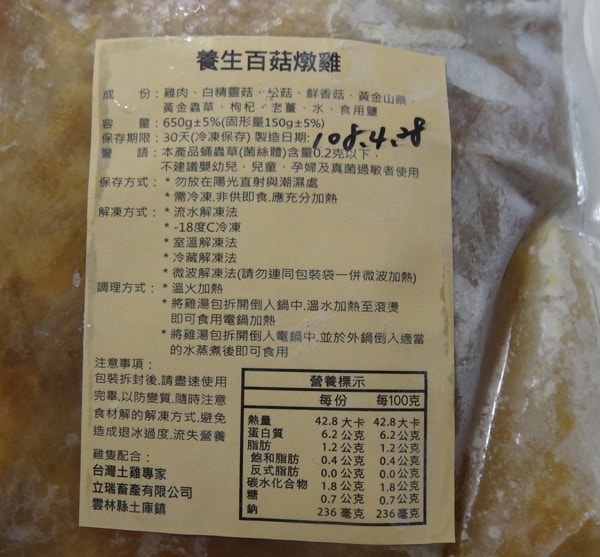 養生百菇燉雞
成　份：雞肉、白精靈菇、松菇、鮮香菇、黃金山藥、
黃金蟲草、枸杞、老薑、水、食用鹽
容　量：650g±5%(固形量150g±5%)
保存期限：30天(冷凍保存) 製造日期：108.4.28
警　語：本產品蛹蟲草(菌絲體)含量0.2克以下，
不建議嬰幼兒、兒童、孕婦及真菌過敏者使用
保存方式：*勿放在陽光直射與潮濕處
*需冷凍.非供即食.應充分加熱
解凍方式：*流水解凍法
*-18度C冷凍
*室溫解凍法
*冷藏解凍法
*微波解凍法(請勿連同包裝袋一併微波加熱)
調理方式：*溫火加熱
*將雞湯包拆開倒入鍋中.溫水加熱至滾燙
即可食用電鍋加熱
*將雞湯包拆開倒入電鍋中.並於外鍋倒入適當
的水蒸煮後即可食用
注意事項：
包裝拆封後.請盡速使用
完畢.以防變質.隨時注意
食材解的解凍方式.避免
造成退冰過度.流失營養
雞隻配合：
台灣土雞專家
立瑞畜產有限公司
雲林縣土庫鎮
營養標示
每份　每100克
熱量　42.8 大卡　42.8 大卡
蛋白質　6.2 公克　6.2 公克
脂肪　1.2 公克　1.2 公克
飽和脂肪　0.4 公克　0.4 公克
反式脂肪　0.0 公克　0.0 公克
碳水化合物　1.8 公克　1.8 公克
糖　0.7 公克　0.7 公克
鈉　236 毫克　236 毫克